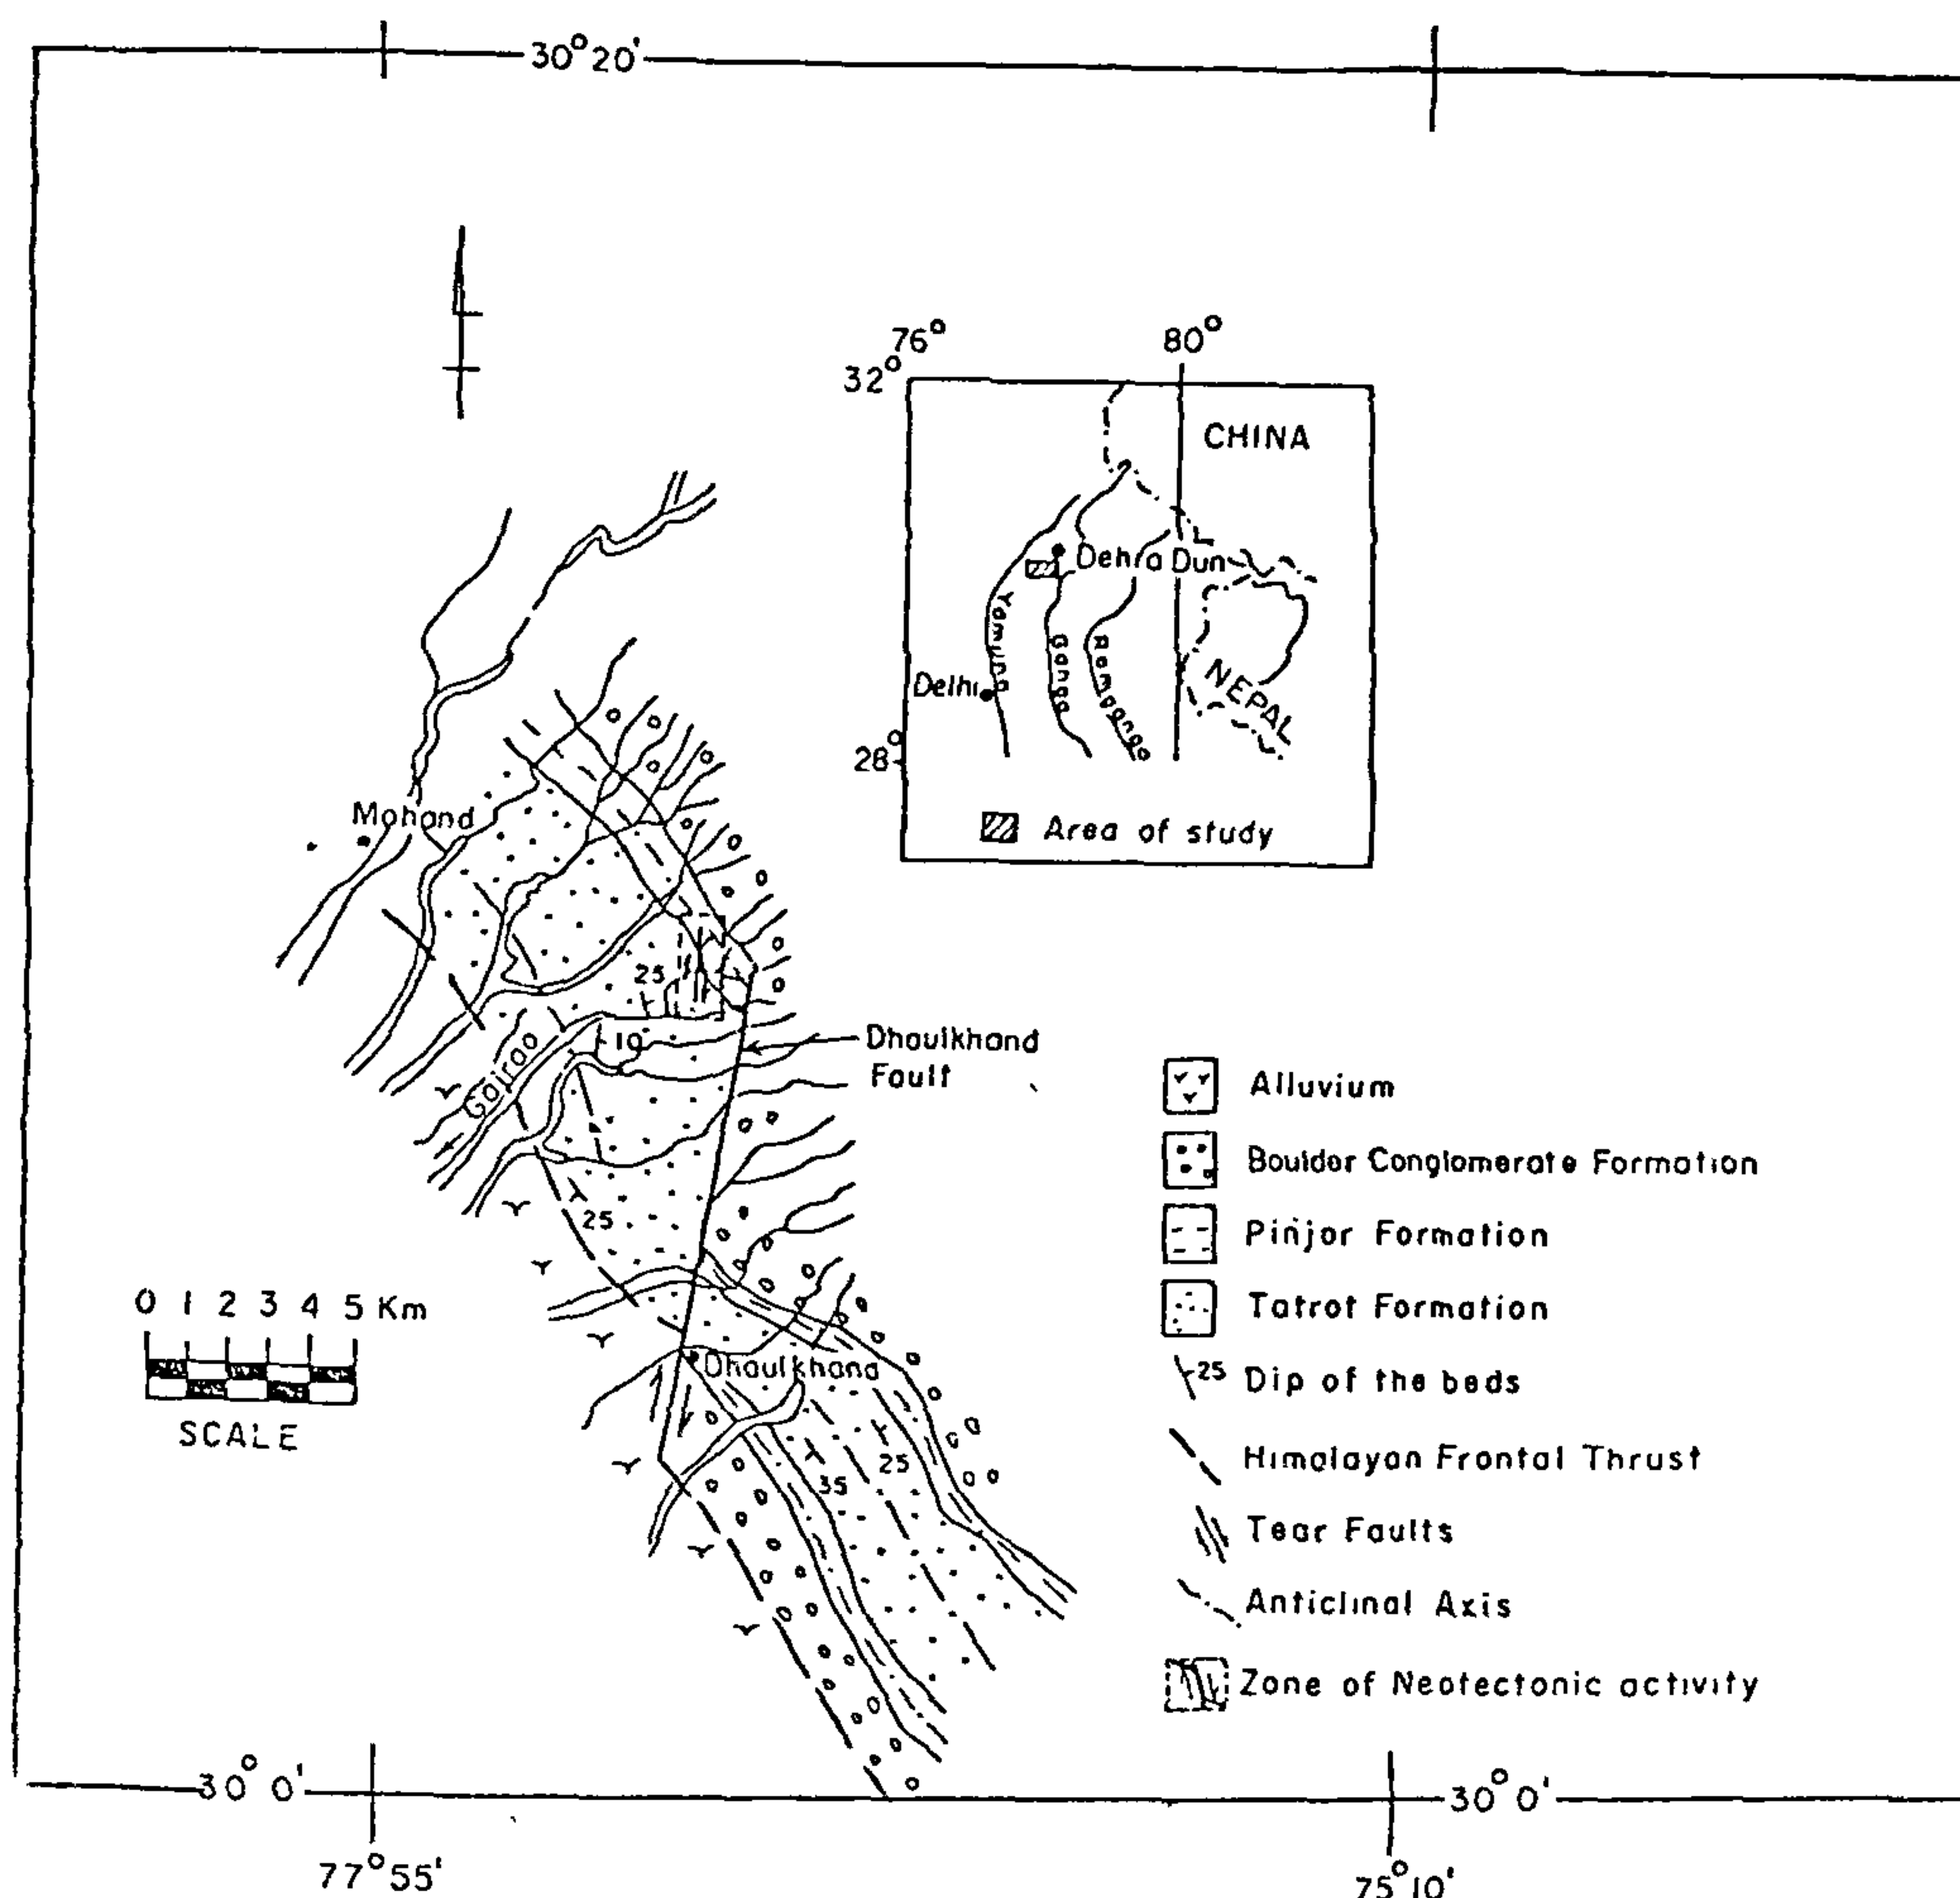 30°20'
76°
80°
32°
CHINA
Dehra Dun
Yamuna
Ganga
Ramganga
Delhi
NEPAL
28°
Area of study
Mohand
25
10
Gajrao
Dhaulkhand
Fault
25
Dhaulkhand
25
35
0 1 2 3 4 5 Km
SCALE
Alluvium
Boulder Conglomerate Formation
Pinjor Formation
Tatrot Formation
25 Dip of the beds
Himalayan Frontal Thrust
Tear Faults
Anticlinal Axis
Zone of Neotectonic activity
30° 0'
30° 0'
77°55'
75°10'